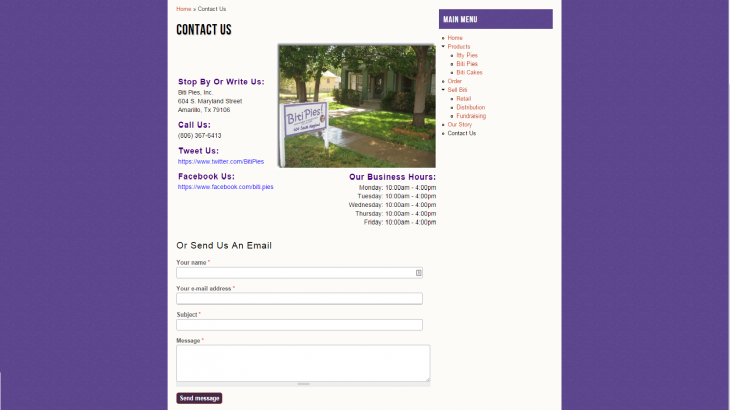 Home » Contact Us
CONTACT US
Stop By Or Write Us:
Biti Pies, Inc.
604 S. Maryland Street
Amarillo, Tx 79106
Call Us:
(806) 367-6413
Tweet Us:
https://www.twitter.com/BitiPies
Facebook Us:
https://www.facebook.com/biti.pies
Biti Pies!
Our Business Hours:
Monday: 10:00am - 4:00pm
Tuesday: 10:00am - 4:00pm
Wednesday: 10:00am - 4:00pm
Thursday: 10:00am - 4:00pm
Friday: 10:00am - 4:00pm
Or Send Us An Email
Your name *
Your e-mail address *
Subject *
Message *
Send message
MAIN MENU
Home
Products
Itty Pies
Biti Pies
Biti Cakes
Order
Sell Biti
Retail
Distribution
Fundraising
Our Story
Contact Us